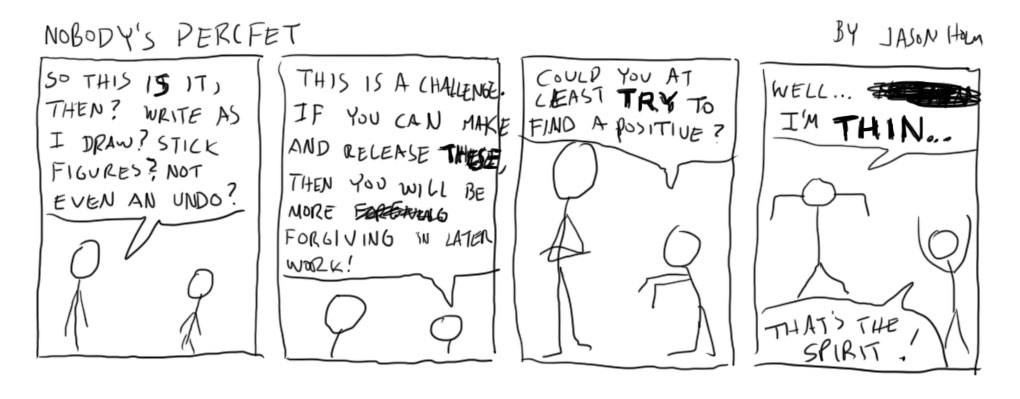 NOBODY'S PERCFET
BY JASON HOLM
SO THIS IS IT,
THEN? WRITE AS
I DRAW? STICK
FIGURES? NOT
EVEN AN UNDO?
THIS IS A CHALLENGE.
IF YOU CAN MAKE
AND RELEASE THESE,
THEN YOU WILL BE
MORE
FORGIVING IN LATER
WORK!
COULD YOU AT
LEAST TRY TO
FIND A POSITIVE?
WELL...
I'M THIN...
THAT'S THE
SPIRIT!